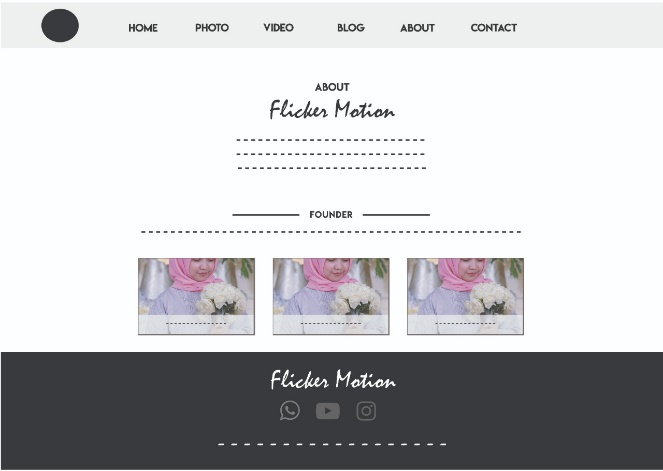 HOME PHOTO VIDEO BLOG ABOUT CONTACT
ABOUT
Flicker Motion
FOUNDER
Flicker Motion